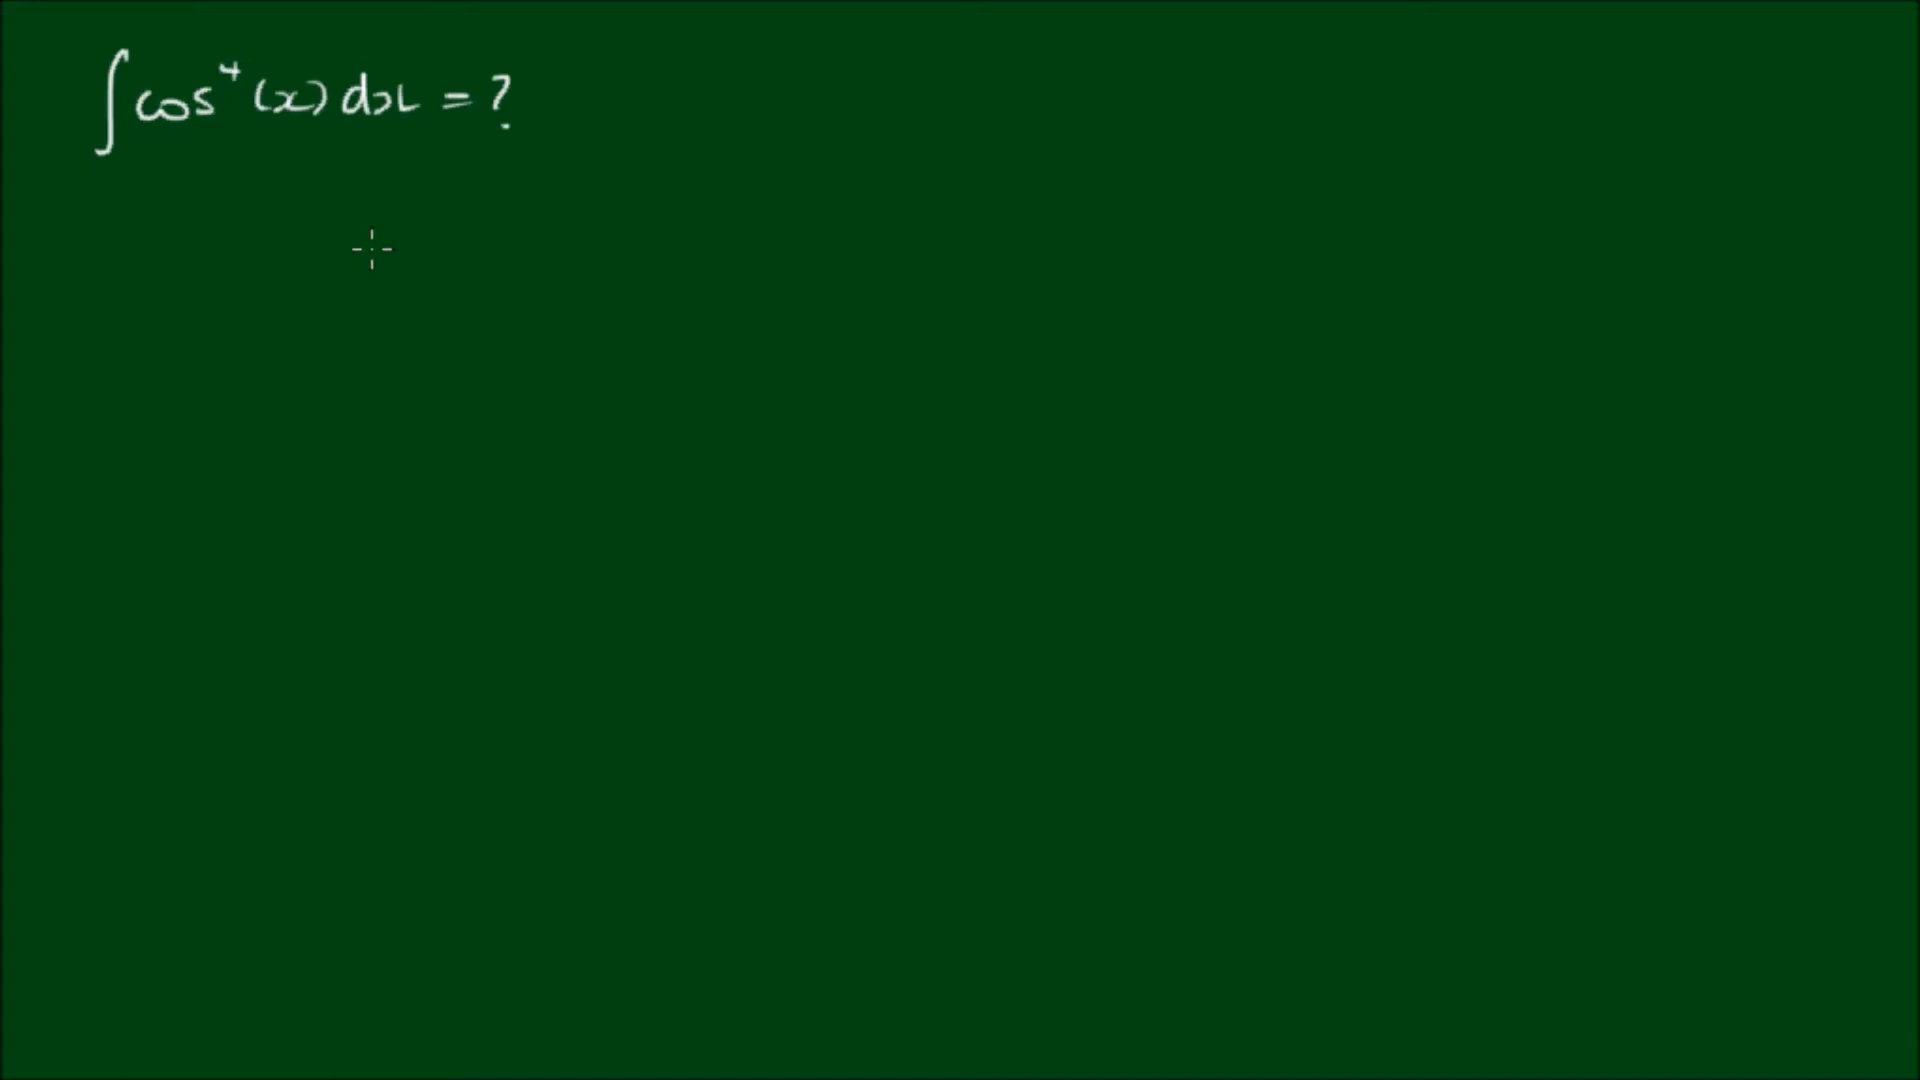 ∫cos⁴(x)dx = ?